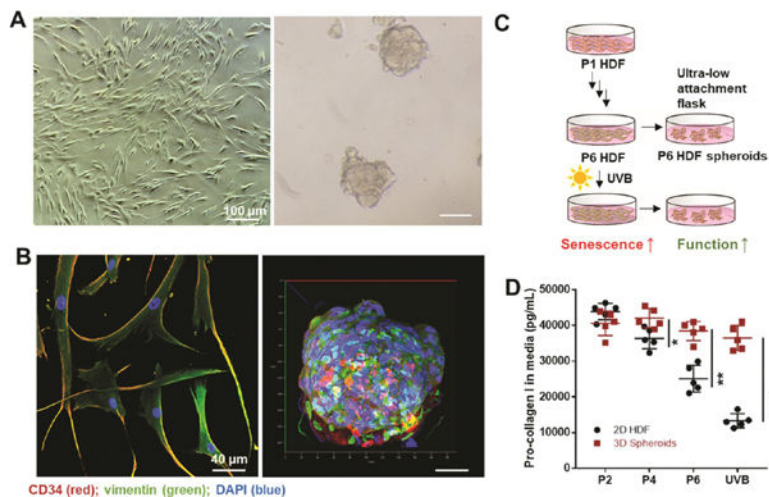 A
100 µm
B
40 µm
CD34 (red); vimentin (green); DAPI (blue)
C
P1 HDF
Ultra-low
attachment
flask
P6 HDF
P6 HDF spheroids
UVB
Senescence ↑
Function ↑
D
Pro-collagen I in media (pg/mL)
50000
40000
30000
20000
10000
0
*
**
2D HDF
3D Spheroids
P2
P4
P6
UVB